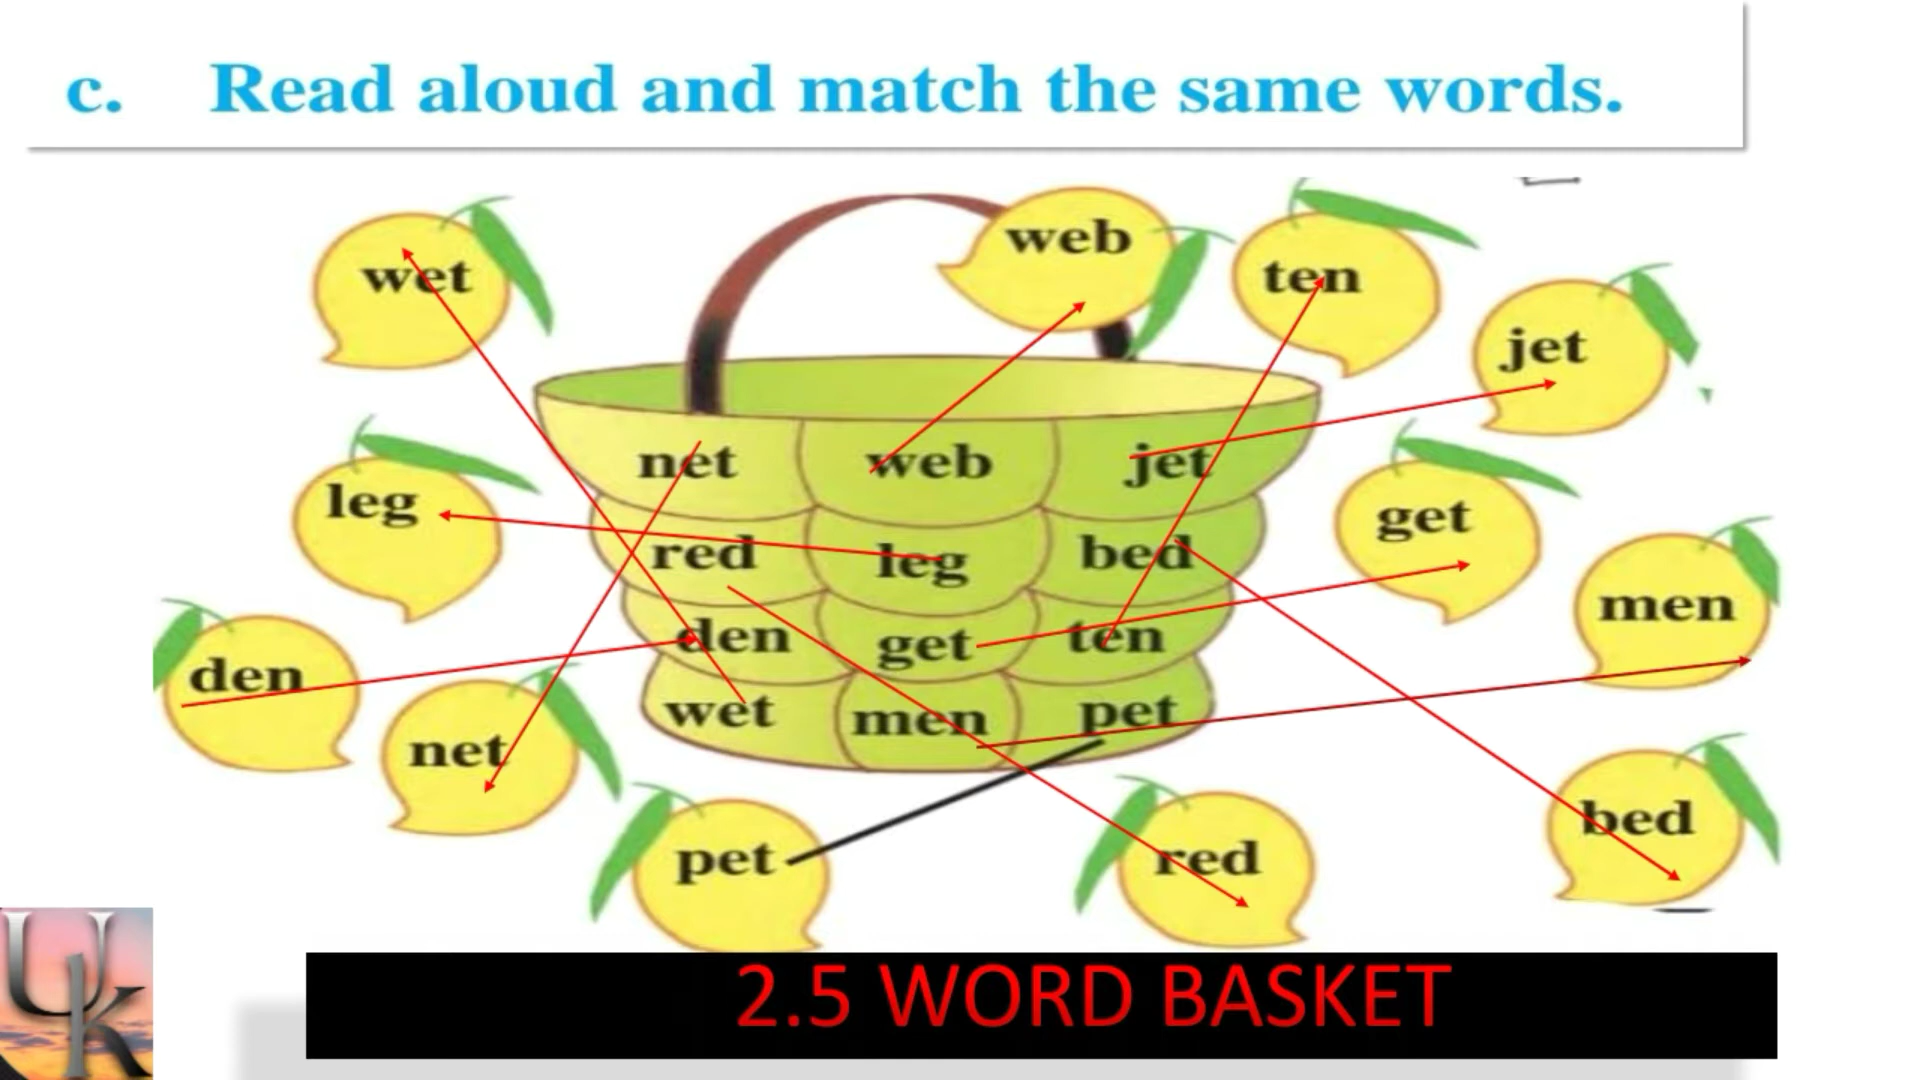 c. Read aloud and match the same words.
web
wet
ten
jet
net web jet
leg
get
red leg bed
men
den get ten
den
wet men pet
net
bed
pet
red
2.5 WORD BASKET
UK